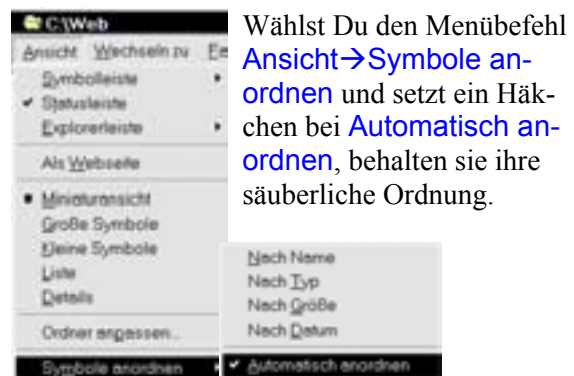 C:\Web
Ansicht Wechseln zu
Symbolleiste
Statusleiste
Explorerleiste
Als Webseite
Miniaturansicht
Große Symbole
Kleine Symbole
Liste
Details
Ordner anpassen...
Symbole anordnen
Nach Name
Nach Typ
Nach Größe
Nach Datum
Automatisch anordnen
Wählst Du den Menübefehl
Ansicht→Symbole an-
ordnen und setzt ein Häk-
chen bei Automatisch an-
ordnen, behalten sie ihre
säuberliche Ordnung.